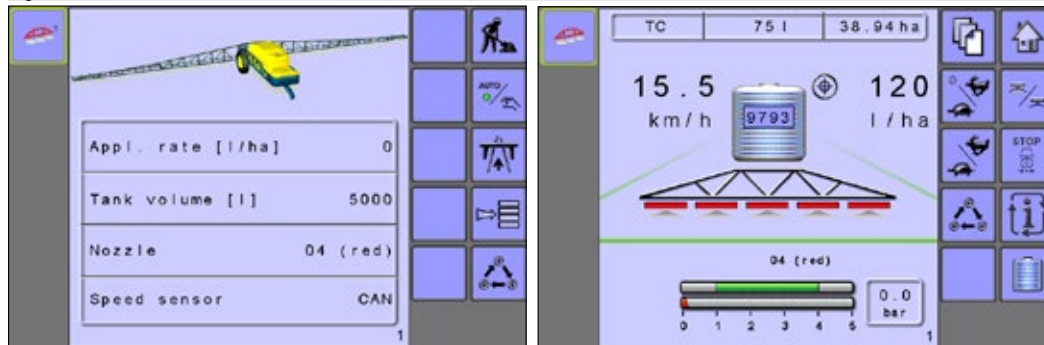 AUTO
Appl. rate [l/ha] 0
Tank volume [l] 5000
Nozzle 04 (red)
Speed sensor CAN
1
TC 75 l 38.94 ha
15.5 120
km/h l/ha
9793
STOP
04 (red)
0 1 2 3 4 5
0.0
bar
1